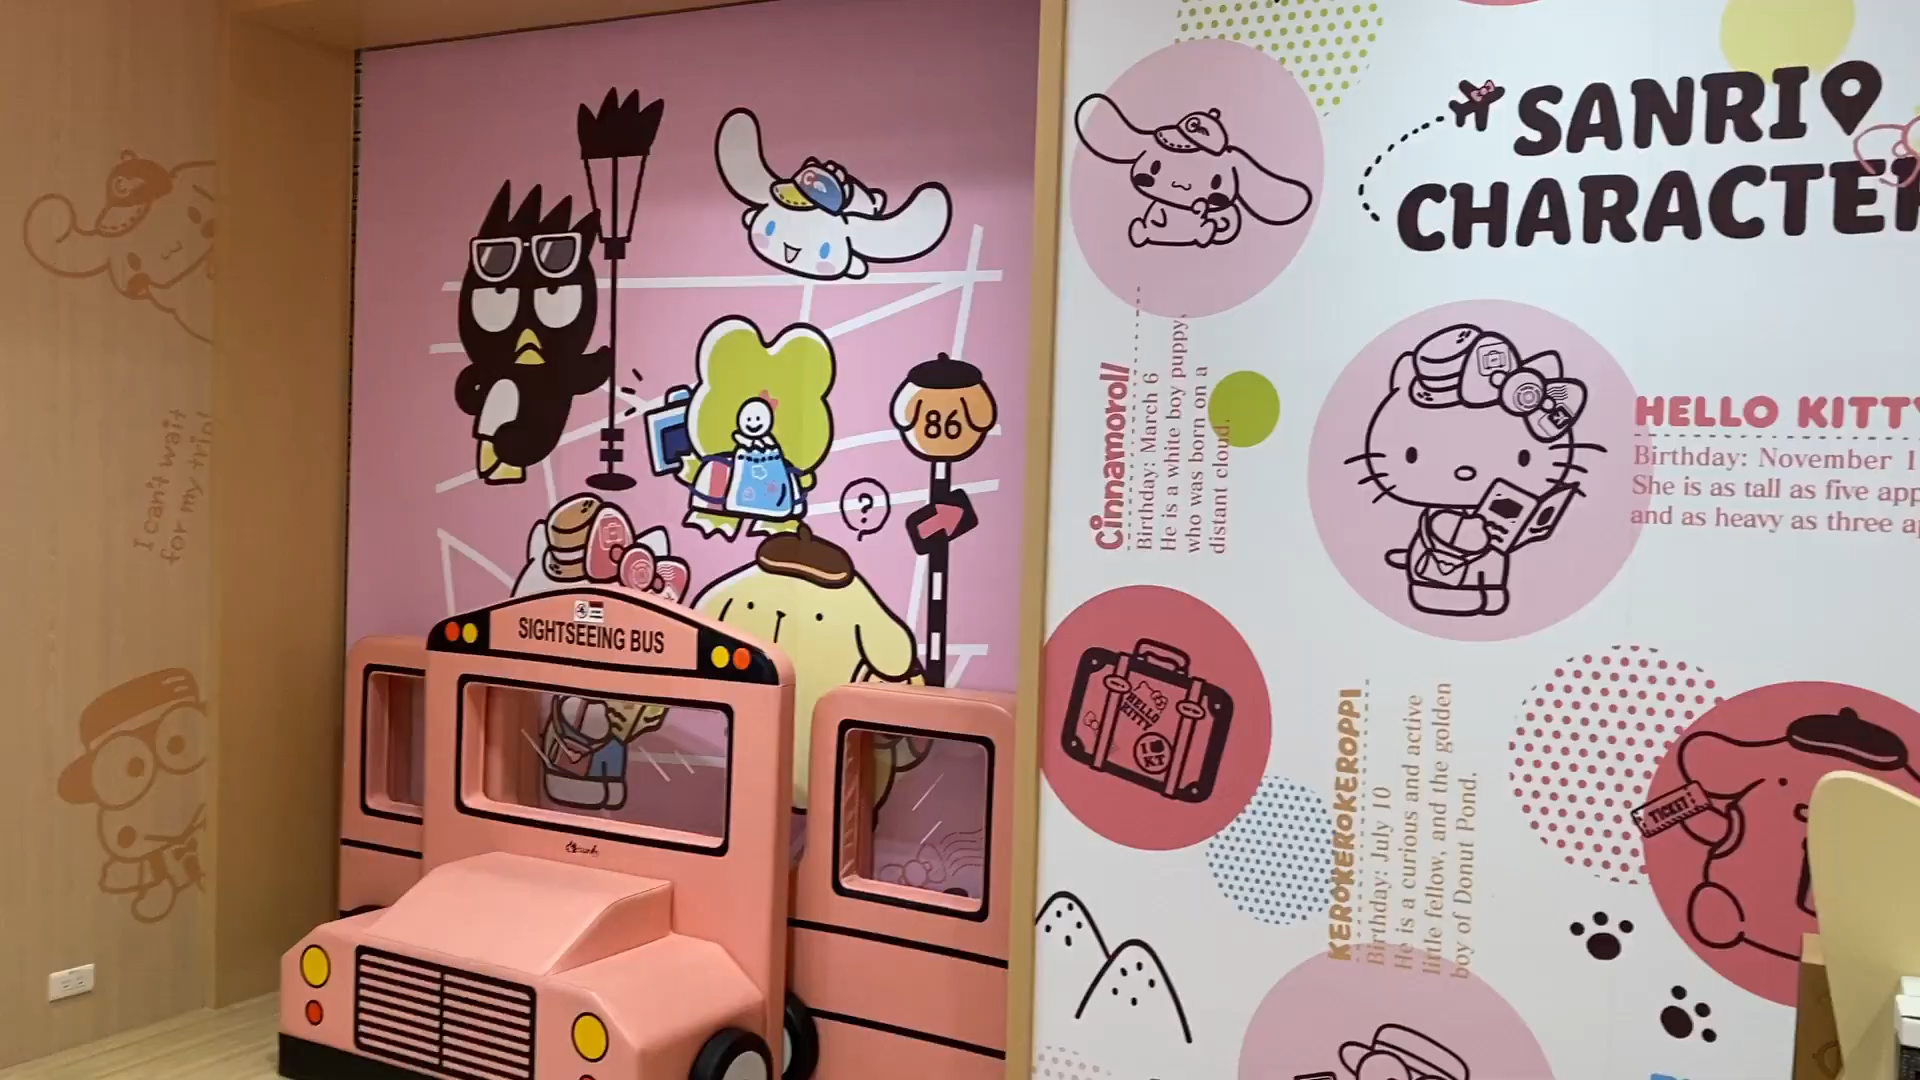 I can't wait
for my trip!
86
?
SIGHTSEEING BUS
SANRIO
CHARACTER
Cinnamoroll
Birthday: March 6
He is a white boy puppy,
who was born on a
distant cloud.
HELLO KITTY
Birthday: November 1
She is as tall as five app
and as heavy as three a
HELLO
KITTY
I
KT
TICKET
KEROKEROKEROPPI
Birthday: July 10
He is a curious and active
little fellow, and the golden
boy of Donut Pond.